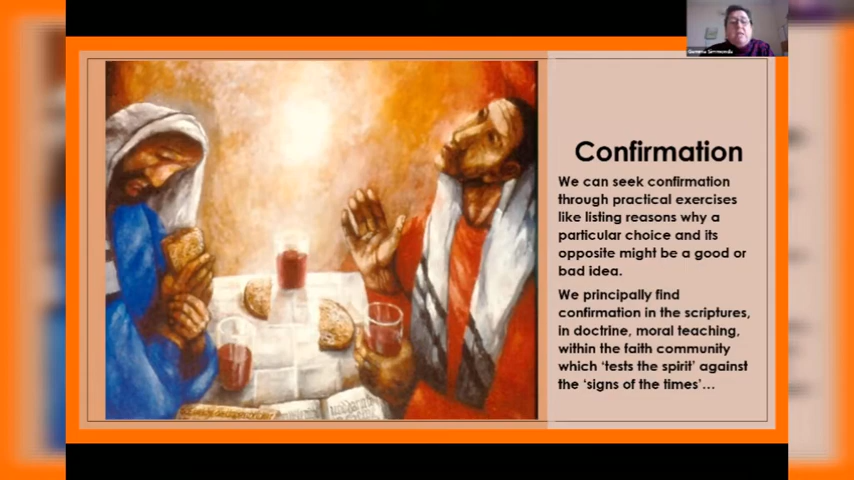 Gemma Simmonds
Confirmation
We can seek confirmation
through practical exercises
like listing reasons why a
particular choice and its
opposite might be a good or
bad idea.
We principally find
confirmation in the scriptures,
in doctrine, moral teaching,
within the faith community
which ‘tests the spirit’ against
the ‘signs of the times’…